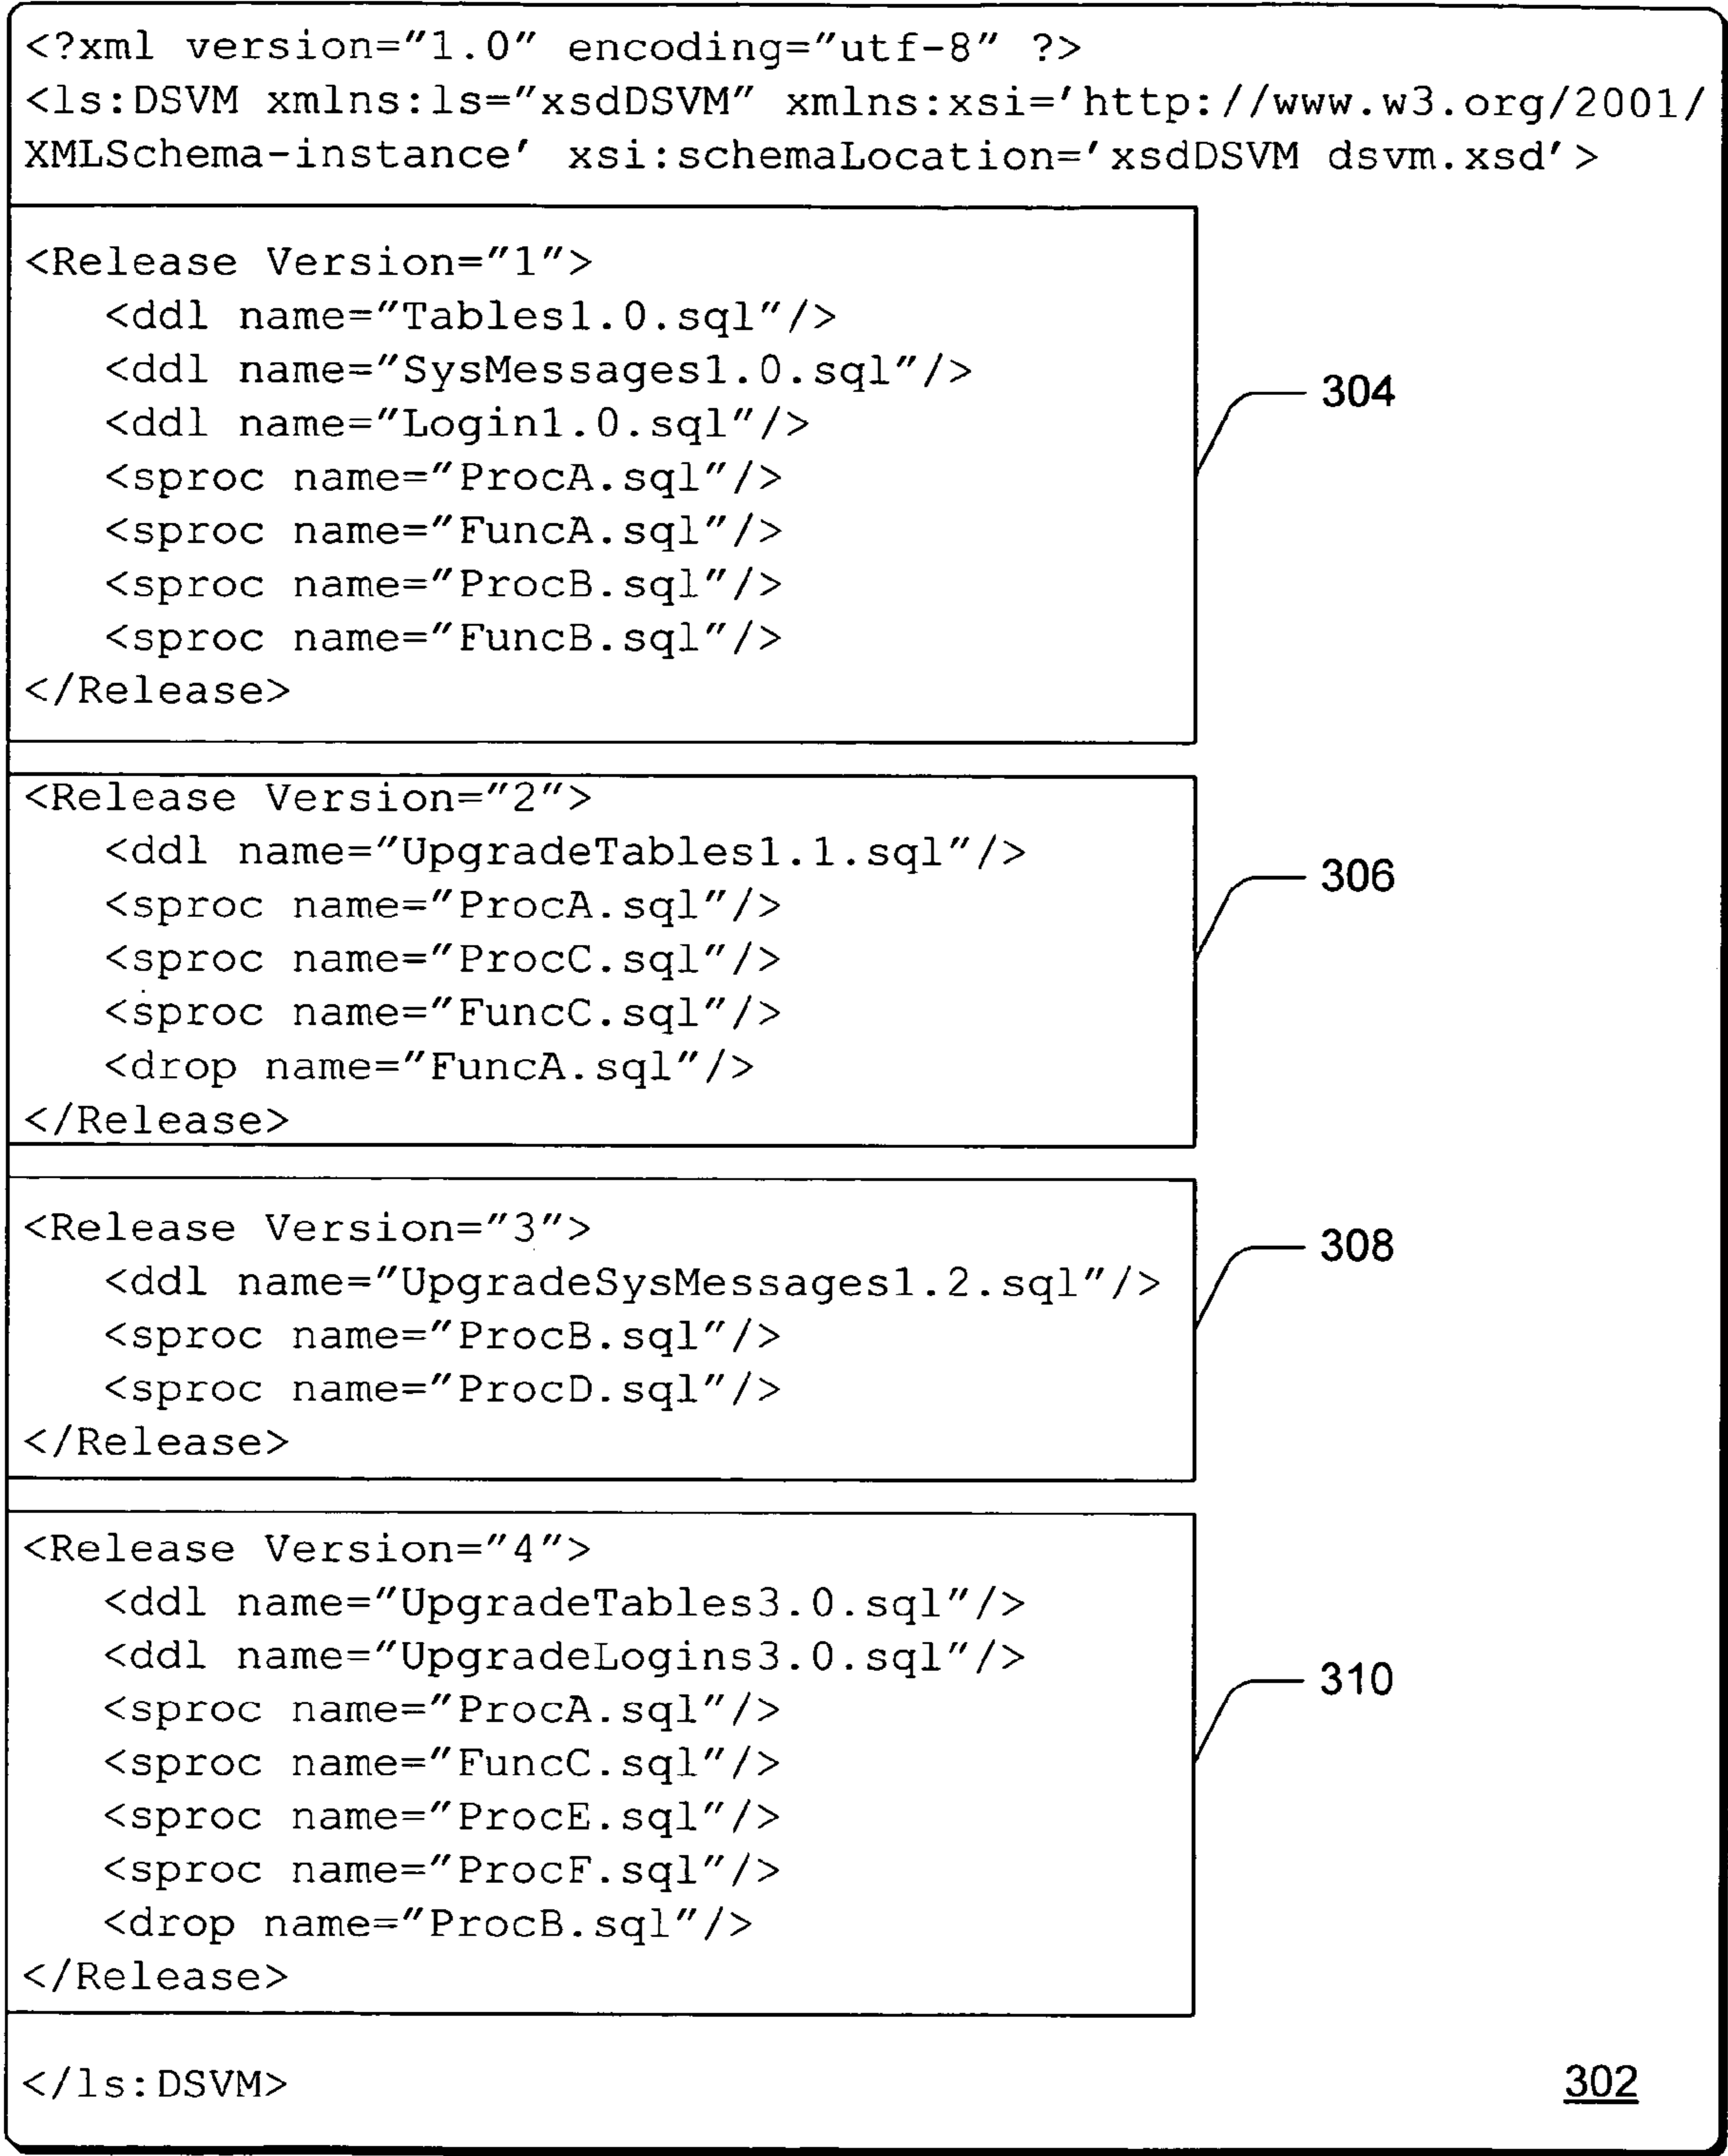 <?xml version="1.0" encoding="utf-8" ?>
<ls:DSVM xmlns:ls="xsdDSVM" xmlns:xsi='http://www.w3.org/2001/
XMLSchema-instance' xsi:schemaLocation='xsdDSVM dsvm.xsd'>
<Release Version="1">
<ddl name="Tables1.0.sql"/>
<ddl name="SysMessages1.0.sql"/>
304
<ddl name="Login1.0.sql"/>
<sproc name="ProcA.sql"/>
<sproc name="FuncA.sql"/>
<sproc name="ProcB.sql"/>
<sproc name="FuncB.sql"/>
</Release>
<Release Version="2">
<ddl name="UpgradeTables1.1.sql"/>
306
<sproc name="ProcA.sql"/>
<sproc name="ProcC.sql"/>
<sproc name="FuncC.sql"/>
<drop name="FuncA.sql"/>
</Release>
<Release Version="3">
308
<ddl name="UpgradeSysMessages1.2.sql"/>
<sproc name="ProcB.sql"/>
<sproc name="ProcD.sql"/>
</Release>
<Release Version="4">
<ddl name="UpgradeTables3.0.sql"/>
<ddl name="UpgradeLogins3.0.sql"/>
310
<sproc name="ProcA.sql"/>
<sproc name="FuncC.sql"/>
<sproc name="ProcE.sql"/>
<sproc name="ProcF.sql"/>
<drop name="ProcB.sql"/>
</Release>
</ls:DSVM>
302